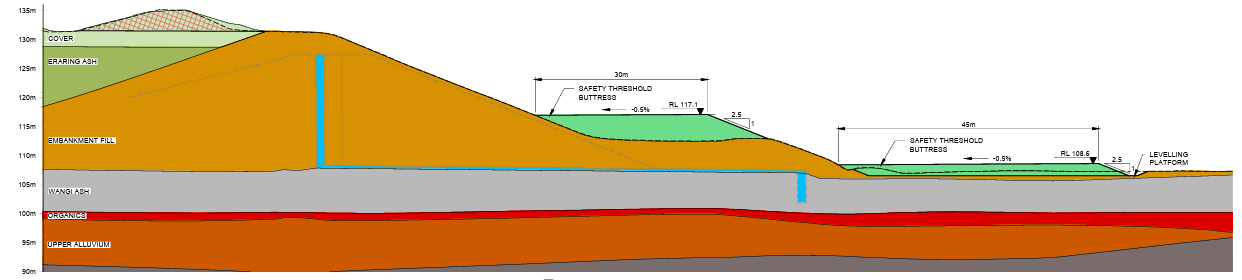 135m
130m
125m
120m
115m
110m
105m
100m
95m
90m
COVER
ERARING ASH
EMBANKMENT FILL
WANGI ASH
ORGANICS
UPPER ALLUVIUM
30m
SAFETY THRESHOLD
BUTTRESS
-0.5%
RL 117.1
2.5
1
45m
SAFETY THRESHOLD
BUTTRESS
-0.5%
RL 108.6
2.5
1
LEVELLING
PLATFORM